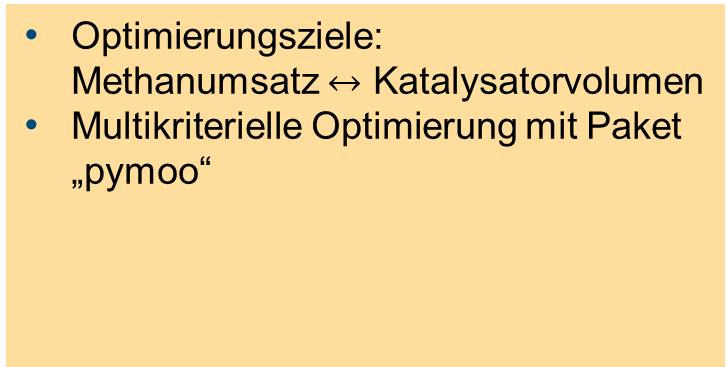 • Optimierungsziele:
Methanumsatz ↔ Katalysatorvolumen
• Multikriterielle Optimierung mit Paket
„pymoo“